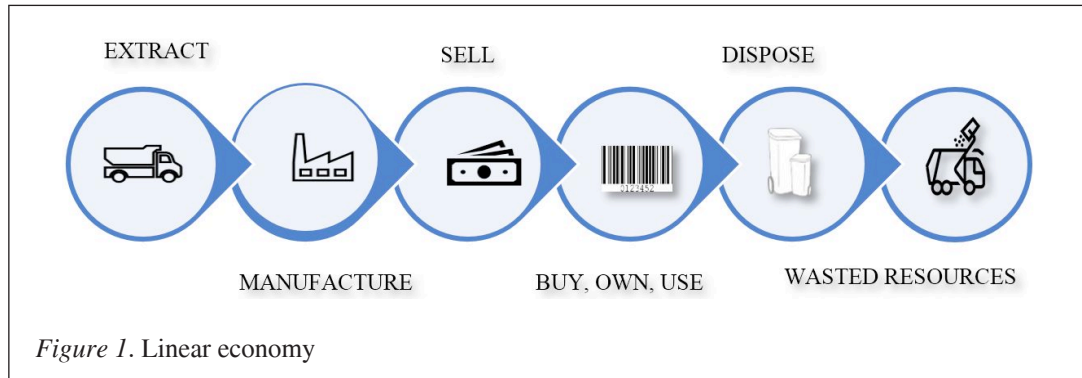 EXTRACT
SELL
DISPOSE
MANUFACTURE
BUY, OWN, USE
WASTED RESOURCES
Figure 1. Linear economy